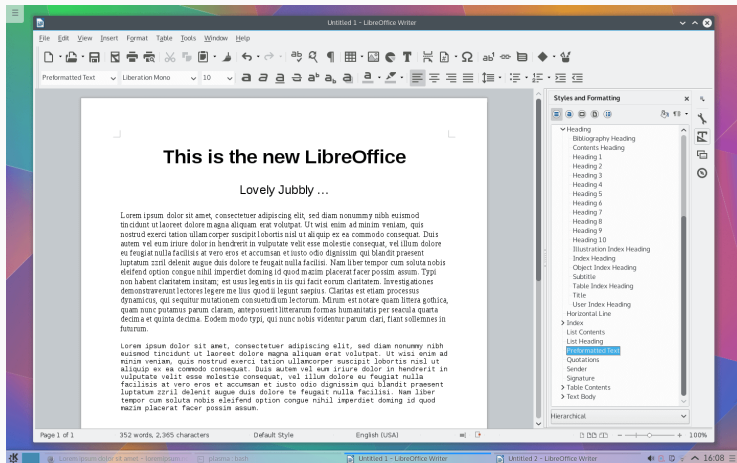 Untitled 1 – LibreOffice Writer
File Edit View Insert Format Table Tools Window Help
Preformatted Text Liberation Mono 10
This is the new LibreOffice
Lovely Jubbly …
Lorem ipsum dolor sit amet, consectetuer adipiscing elit, sed diam nonummy nibh euismod
tincidunt ut laoreet dolore magna aliquam erat volutpat. Ut wisi enim ad minim veniam, quis
nostrud exerci tation ullamcorper suscipit lobortis nisl ut aliquip ex ea commodo consequat. Duis
autem vel eum iriure dolor in hendrerit in vulputate velit esse molestie consequat, vel illum dolore
eu feugiat nulla facilisis at vero eros et accumsan et iusto odio dignissim qui blandit praesent
luptatum zzril delenit augue duis dolore te feugait nulla facilisi. Nam liber tempor cum soluta nobis
eleifend option congue nihil imperdiet doming id quod mazim placerat facer possim assum. Typi
non habent claritatem insitam; est usus legentis in iis qui facit eorum claritatem. Investigationes
demonstraverunt lectores legere me lius quod ii legunt saepius. Claritas est etiam processus
dynamicus, qui sequitur mutationem consuetudium lectorum. Mirum est notare quam littera gothica,
quam nunc putamus parum claram, anteposuerit litterarum formas humanitatis per seacula quarta
decima et quinta decima. Eodem modo typi, qui nunc nobis videntur parum clari, fiant sollemnes in
futurum.
Lorem ipsum dolor sit amet, consectetuer adipiscing elit, sed diam nonummy nibh
euismod tincidunt ut laoreet dolore magna aliquam erat volutpat. Ut wisi enim ad
minim veniam, quis nostrud exerci tation ullamcorper suscipit lobortis nisl ut
aliquip ex ea commodo consequat. Duis autem vel eum iriure dolor in hendrerit in
vulputate velit esse molestie consequat, vel illum dolore eu feugiat nulla
facilisis at vero eros et accumsan et iusto odio dignissim qui blandit praesent
luptatum zzril delenit augue duis dolore te feugait nulla facilisi. Nam liber
tempor cum soluta nobis eleifend option congue nihil imperdiet doming id quod
mazim placerat facer possim assum.
Styles and Formatting
Heading
Bibliography Heading
Contents Heading
Heading 1
Heading 2
Heading 3
Heading 4
Heading 5
Heading 6
Heading 7
Heading 8
Heading 9
Heading 10
Illustration Index Heading
Index Heading
Object Index Heading
Subtitle
Table Index Heading
Title
User Index Heading
Horizontal Line
Index
List Contents
List Heading
Preformatted Text
Quotations
Sender
Signature
Table Contents
Text Body
Hierarchical
Page 1 of 1 352 words, 2,365 characters Default Style English (USA) 100%
Lorem ipsum dolor sit amet. – loremipsum plasma : bash Untitled 1 – LibreOffice Writer Untitled 2 – LibreOffice Writer 16:08